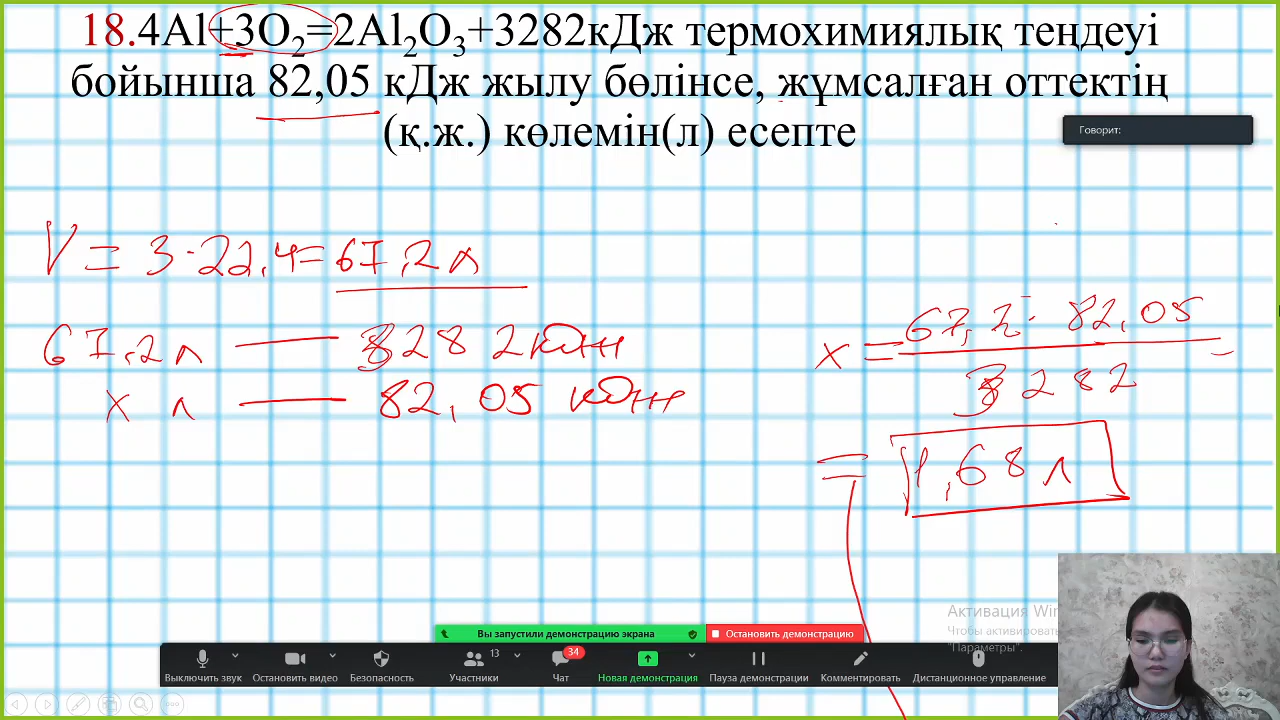 18.4Al+3O₂=2Al₂O₃+3282кДж термохимиялық теңдеуі
бойынша 82,05 кДж жылу бөлінсе, жұмсалған оттектің
(қ.ж.) көлемін(л) есепте
Говорит:
V = 3·22,4=67,2 л
67,2 л — 3282 кДж
x л — 82,05 кДж
x = 67,2 · 82,05 =
3282
= 1,68 л
Активация Win
Чтобы активировать
"Параметры".
Вы запустили демонстрацию экрана
Остановить демонстрацию
13
34
Выключить звук
Остановить видео
Безопасность
Участники
Чат
Новая демонстрация
Пауза демонстрации
Комментировать
Дистанционное управление